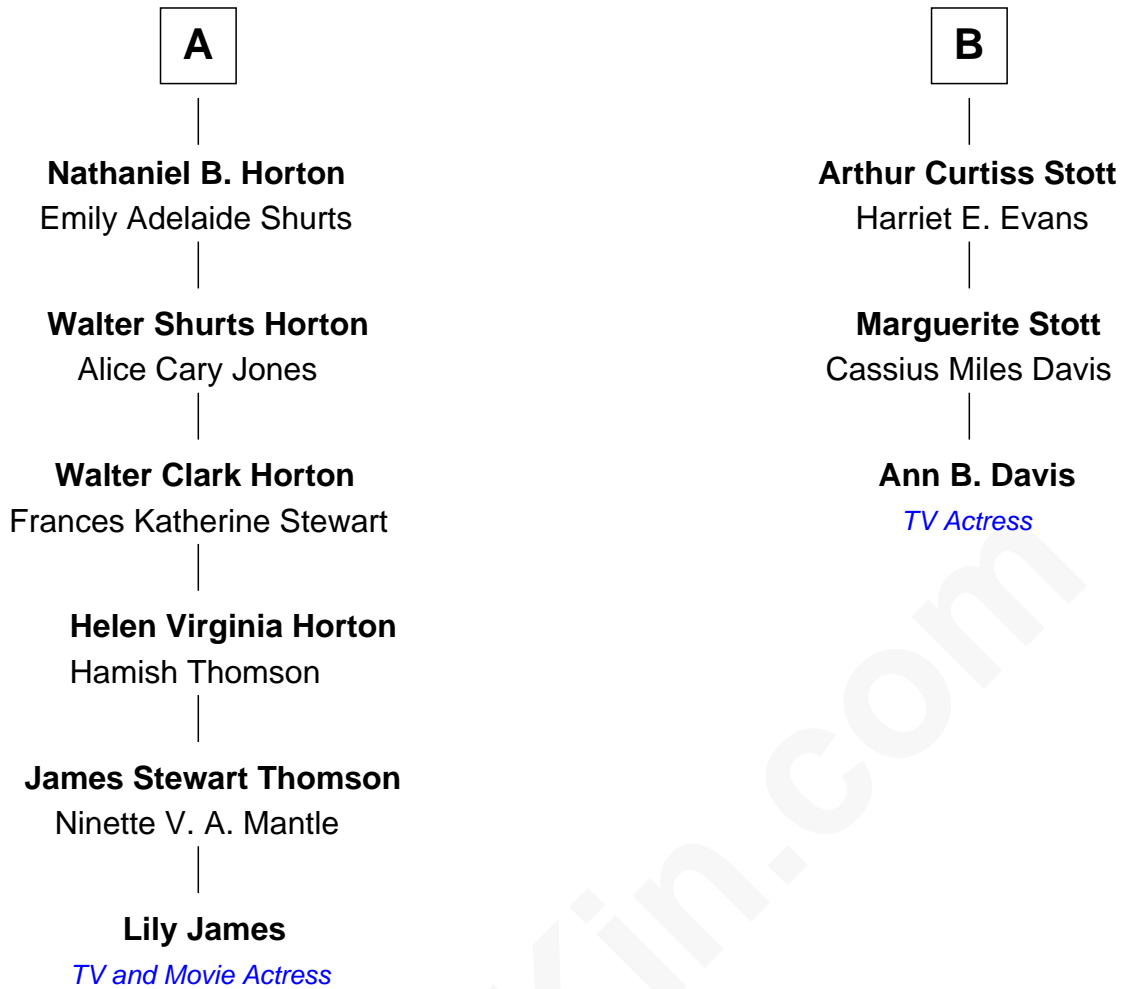 A
Nathaniel B. Horton
Emily Adelaide Shurts
Walter Shurts Horton
Alice Cary Jones
Walter Clark Horton
Frances Katherine Stewart
Helen Virginia Horton
Hamish Thomson
James Stewart Thomson
Ninette V. A. Mantle
Lily James
TV and Movie Actress
B
Arthur Curtiss Stott
Harriet E. Evans
Marguerite Stott
Cassius Miles Davis
Ann B. Davis
TV Actress
Kin.com